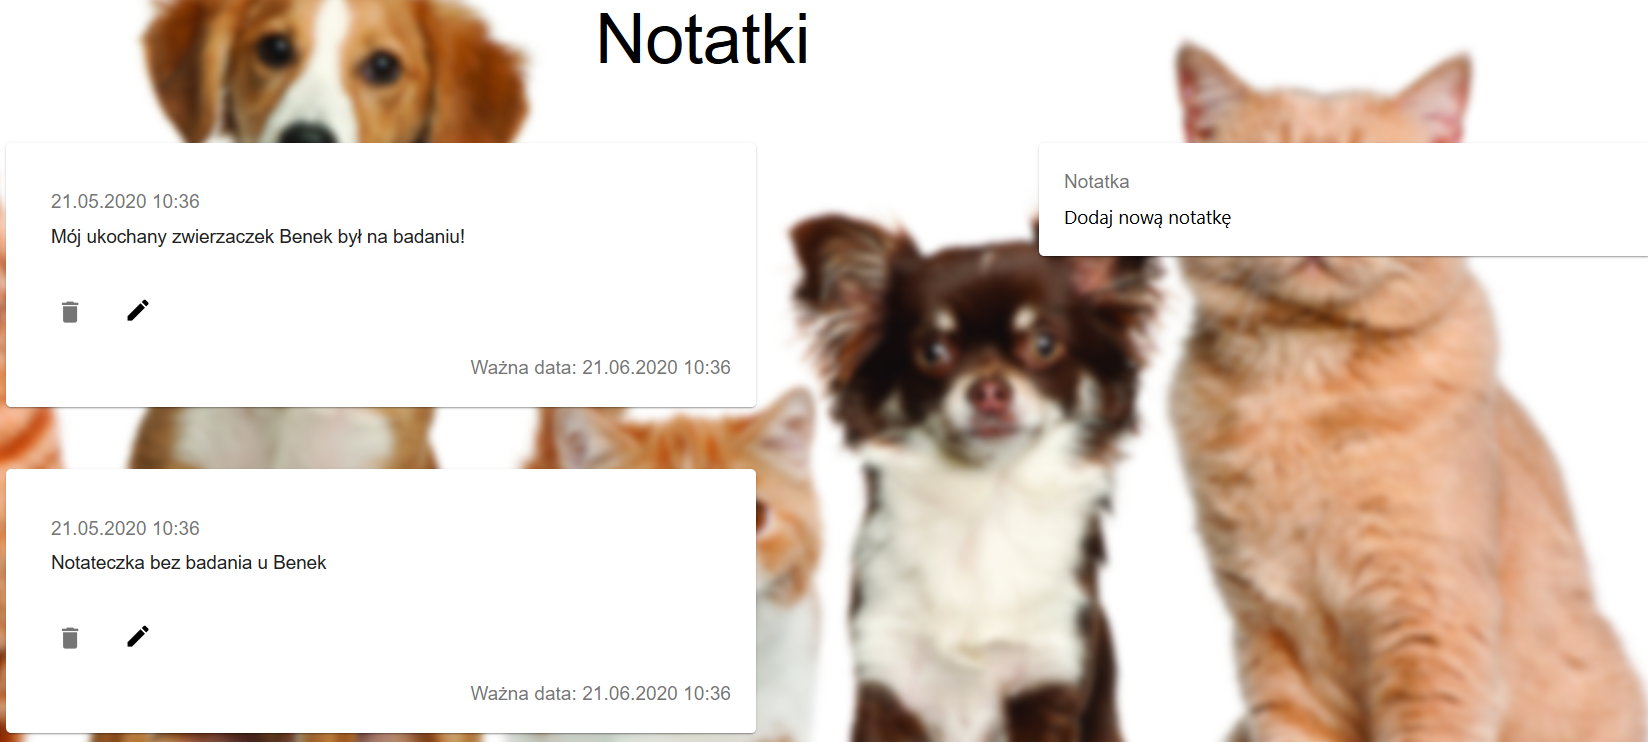 Notatki
21.05.2020 10:36
Mój ukochany zwierzaczek Benek był na badaniu!
Ważna data: 21.06.2020 10:36
21.05.2020 10:36
Notateczka bez badania u Benek
Ważna data: 21.06.2020 10:36
Notatka
Dodaj nową notatkę